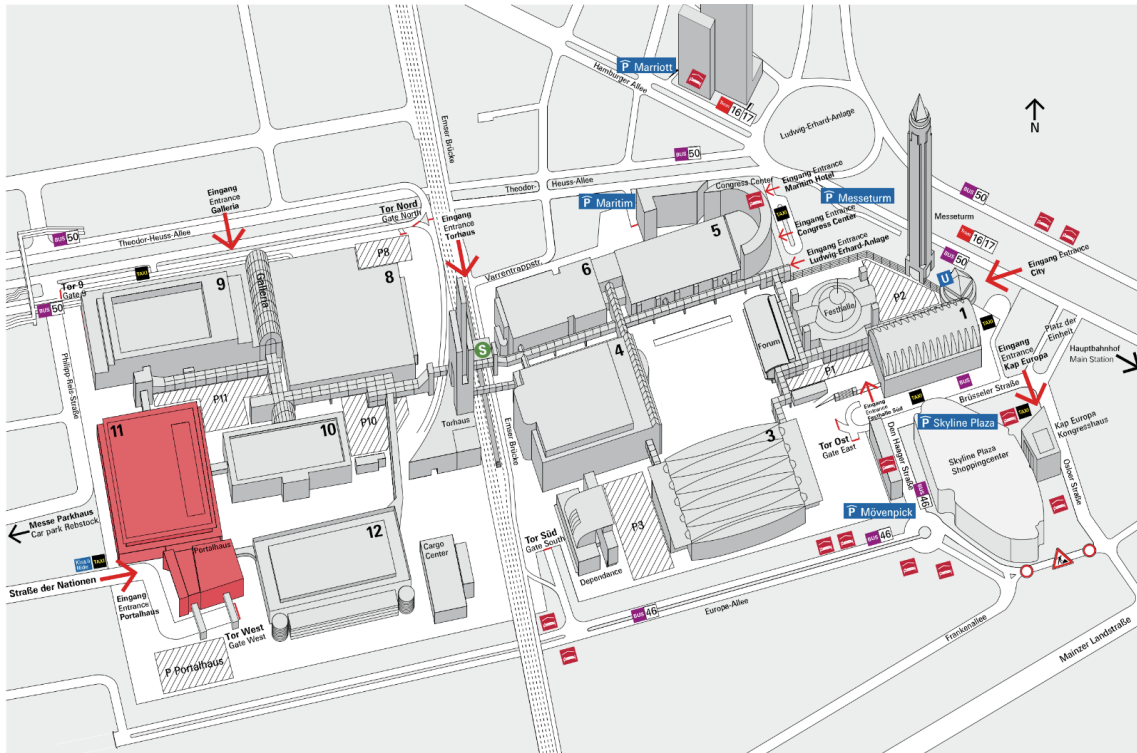 P Marriott
Hamburger Allee
Tram 16 17
Ludwig-Erhard-Anlage
N
Emser Brücke
BUS 50
Theodor-
Heuss-Allee
Congress Center
Eingang Entrance
Maritim Hotel
BUS 50
Eingang
Entrance
Galleria
Tor Nord
Gate North
Eingang
Entrance
Torhaus
P Maritim
TAXI
P Messeturm
Eingang Entrance
Congress Center
Messeturm
Tram 16 17
BUS 50
Theodor-Heuss-Allee
P8
5
Eingang Entrance
Ludwig-Erhard-Anlage
BUS 50
Eingang Entrance
City
TAXI
Galleria
8
Varrentrappstr.
6
U
Tor 9
Gate 9
9
Festhalle
P2
BUS 50
1
TAXI
Platz der
Einheit
Hauptbahnhof
Main Station
Philipp-Reis-Straße
S
4
Forum
P1
Eingang
Entrance
Kap Europa
BUS
Brüsseler Straße
P11
10
P10
Torhaus
Emser Brücke
Eingang
Entrance
Festhalle Süd
TAXI
TAXI
11
3
Tor Ost
Gate East
Den Haager Straße
P Skyline Plaza
Kap Europa
Kongresshaus
Skyline Plaza
Shoppingcenter
Osloer Straße
BUS 46
Messe Parkhaus
Car park Rebstock
12
P3
P Mövenpick
Tor Süd
Gate South
Cargo
Center
BUS 46
TAXI
Portalhaus
Straße der Nationen
Dependance
Eingang
Entrance
Portalhaus
Tor West
Gate West
BUS 46
Europa-Allee
Frankenallee
Mainzer Landstraße
P Portalhaus